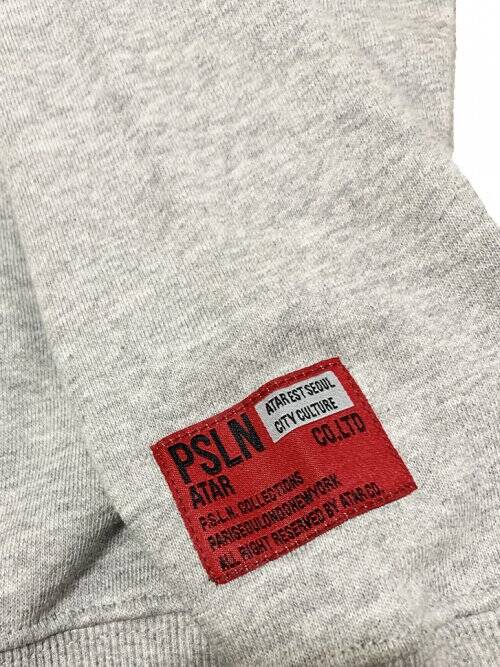 PSLN
ATAR EST SEOUL
CITY CULTURE
ATAR
CO.LTD
P.S.L.N. COLLECTIONS
PARISEOULONDONEWYORK
ALL RIGHT RESERVED BY ATAR CO.